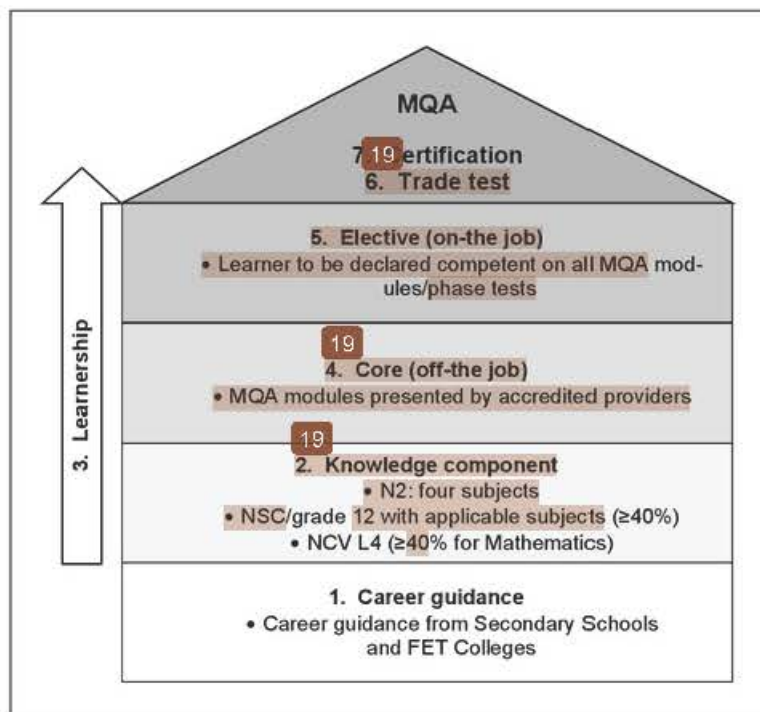 MQA
7. 19 ertification
6. Trade test
5. Elective (on-the job)
• Learner to be declared competent on all MQA mod-
ules/phase tests
19
4. Core (off-the job)
• MQA modules presented by accredited providers
19
2. Knowledge component
• N2: four subjects
• NSC/grade 12 with applicable subjects (≥40%)
• NCV L4 (≥40% for Mathematics)
1. Career guidance
• Career guidance from Secondary Schools
and FET Colleges
3. Learnership